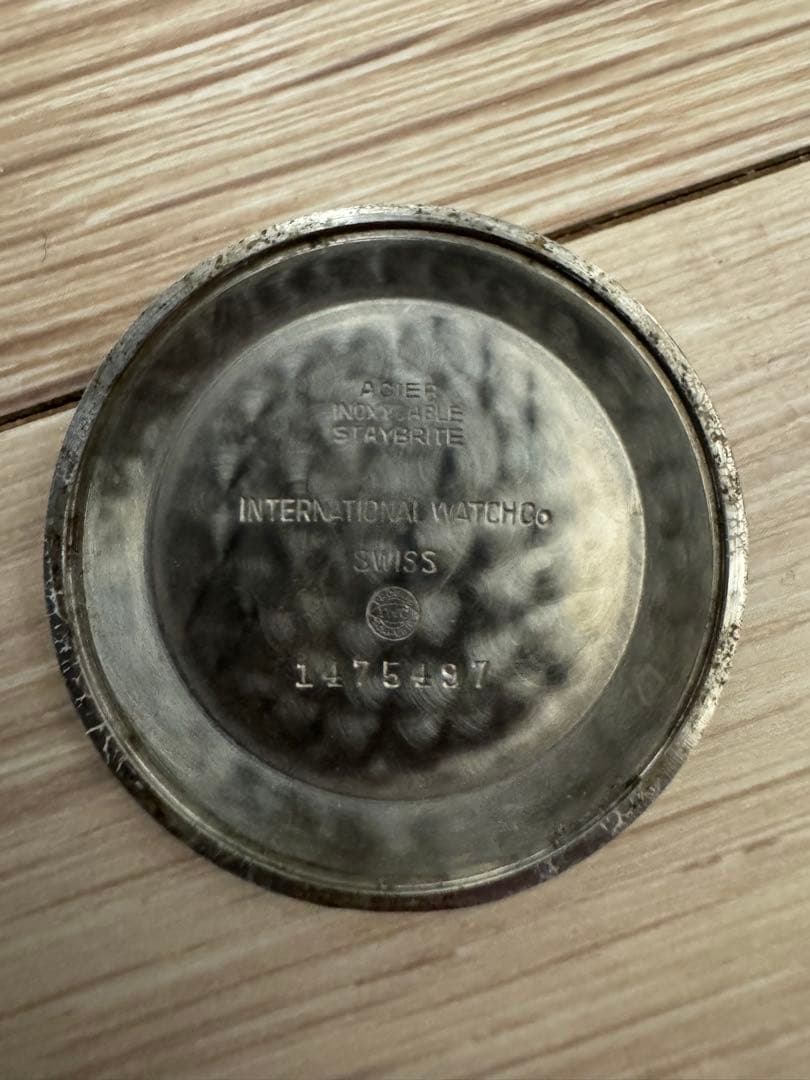 ACIER
INOXYDABLE
STAYBRITE
INTERNATIONAL WATCH Co
SWISS
1475497